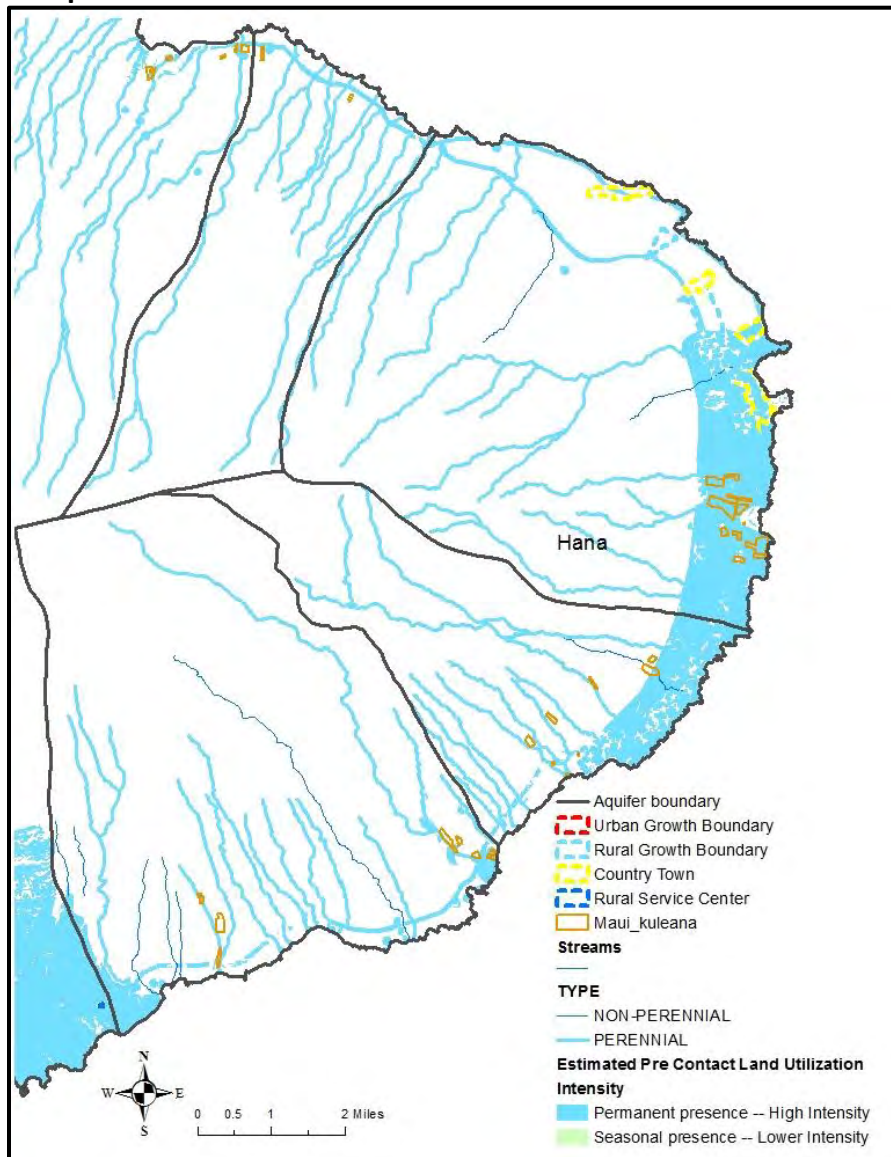 Hana
Aquifer boundary
Urban Growth Boundary
Rural Growth Boundary
Country Town
Rural Service Center
Maui_kuleana
Streams
TYPE
NON-PERENNIAL
PERENNIAL
Estimated Pre Contact Land Utilization
Intensity
Permanent presence -- High Intensity
Seasonal presence -- Lower Intensity
N
W E
S
0 0.5 1 2 Miles